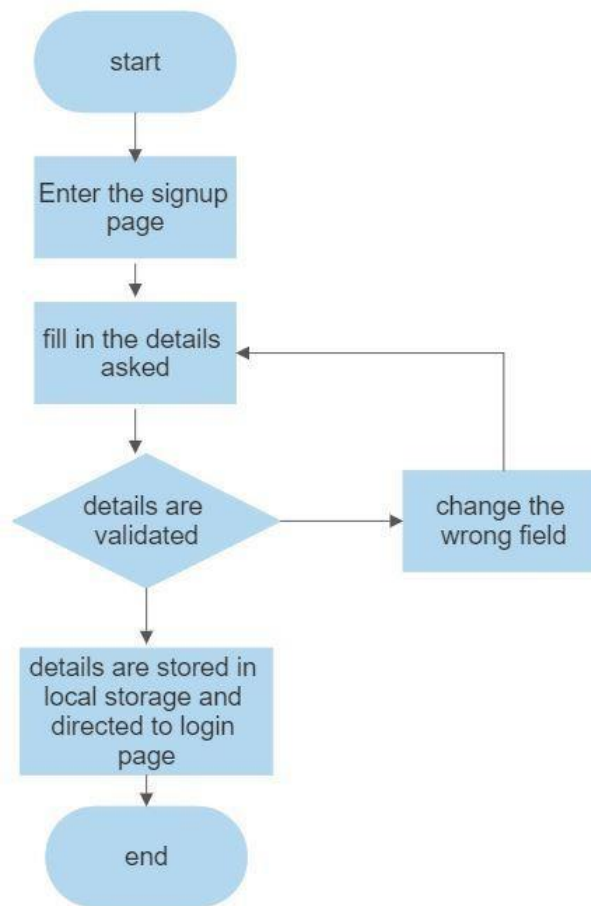 start
Enter the signup
page
fill in the details
asked
details are
validated
change the
wrong field
details are stored in
local storage and
directed to login
page
end